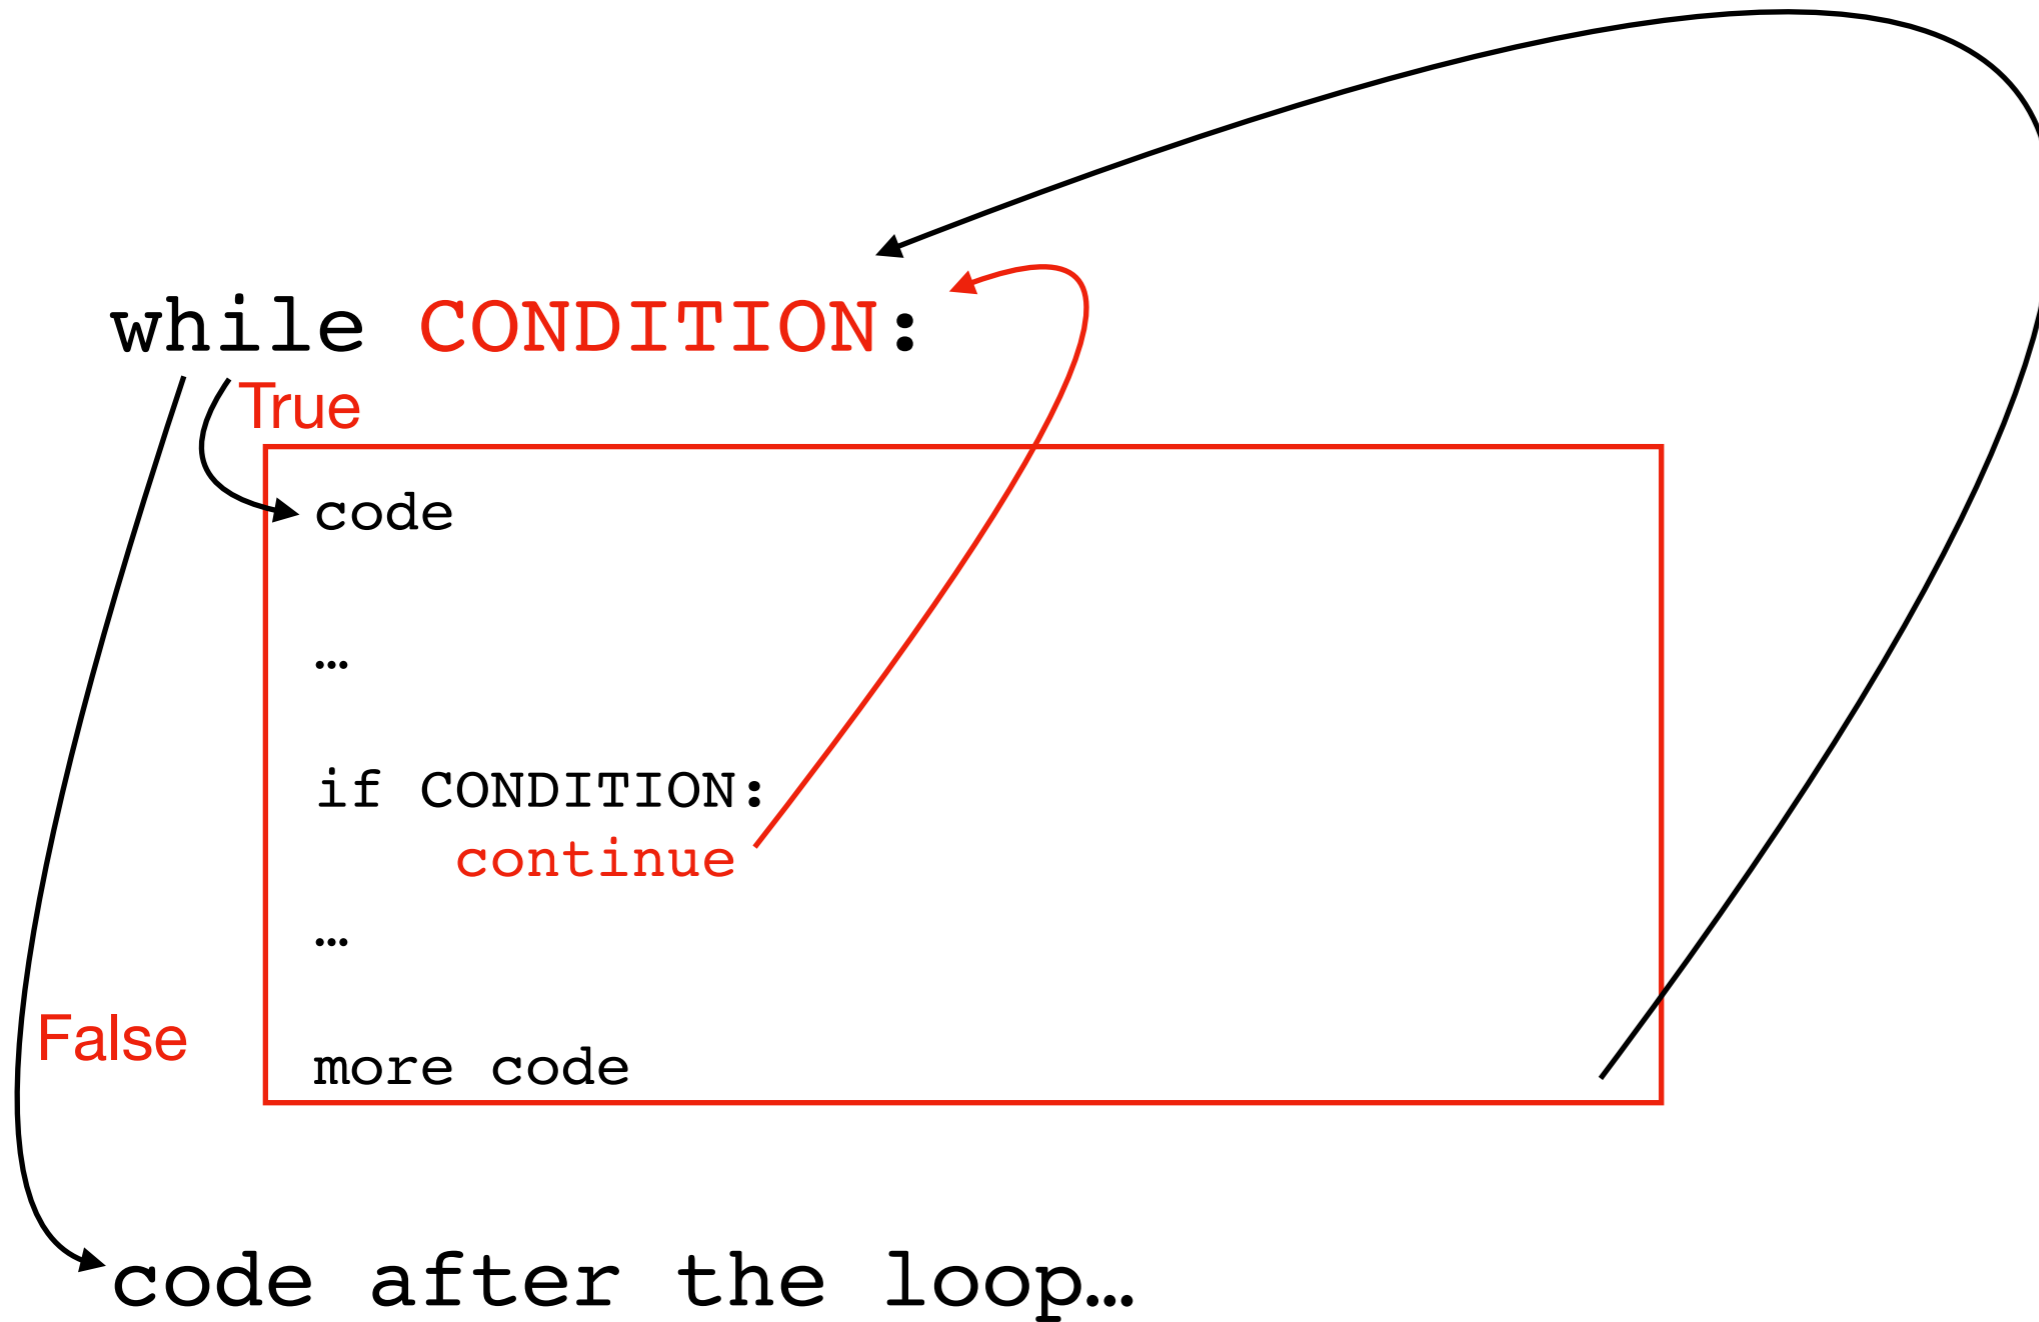 while CONDITION:
True
code
…
if CONDITION:
continue
…
False
more code
code after the loop…